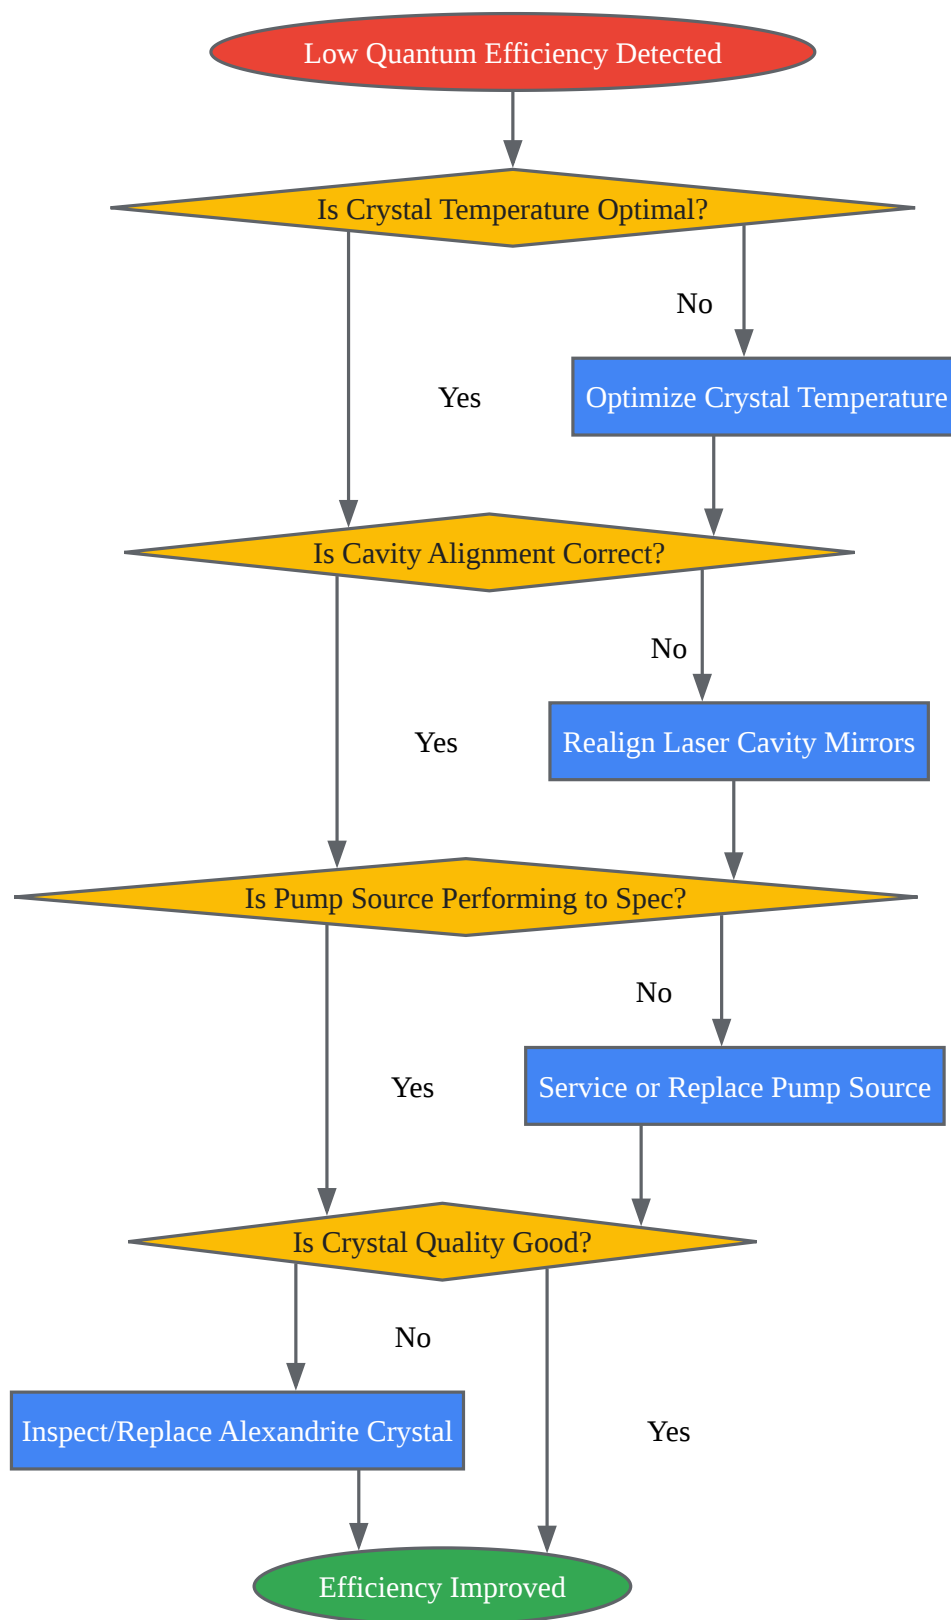 Low Quantum Efficiency Detected
Is Crystal Temperature Optimal?
No
Yes
Optimize Crystal Temperature
Is Cavity Alignment Correct?
No
Yes
Realign Laser Cavity Mirrors
Is Pump Source Performing to Spec?
No
Yes
Service or Replace Pump Source
Is Crystal Quality Good?
No
Inspect/Replace Alexandrite Crystal
Yes
Efficiency Improved